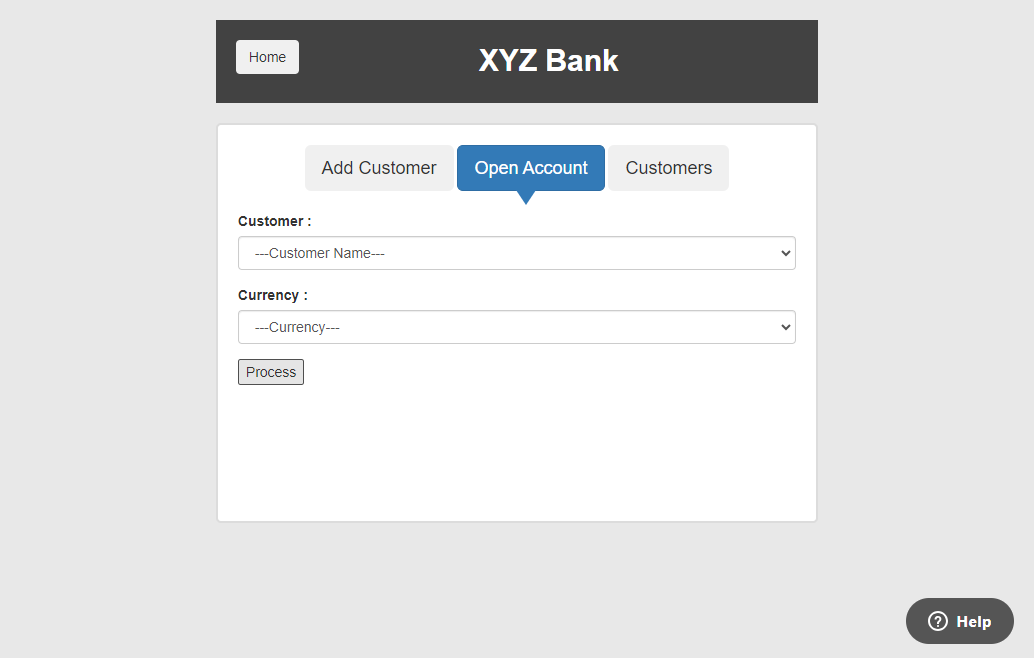 Home
XYZ Bank
Add Customer
Open Account
Customers
Customer :
---Customer Name---
Currency :
---Currency---
Process
? Help